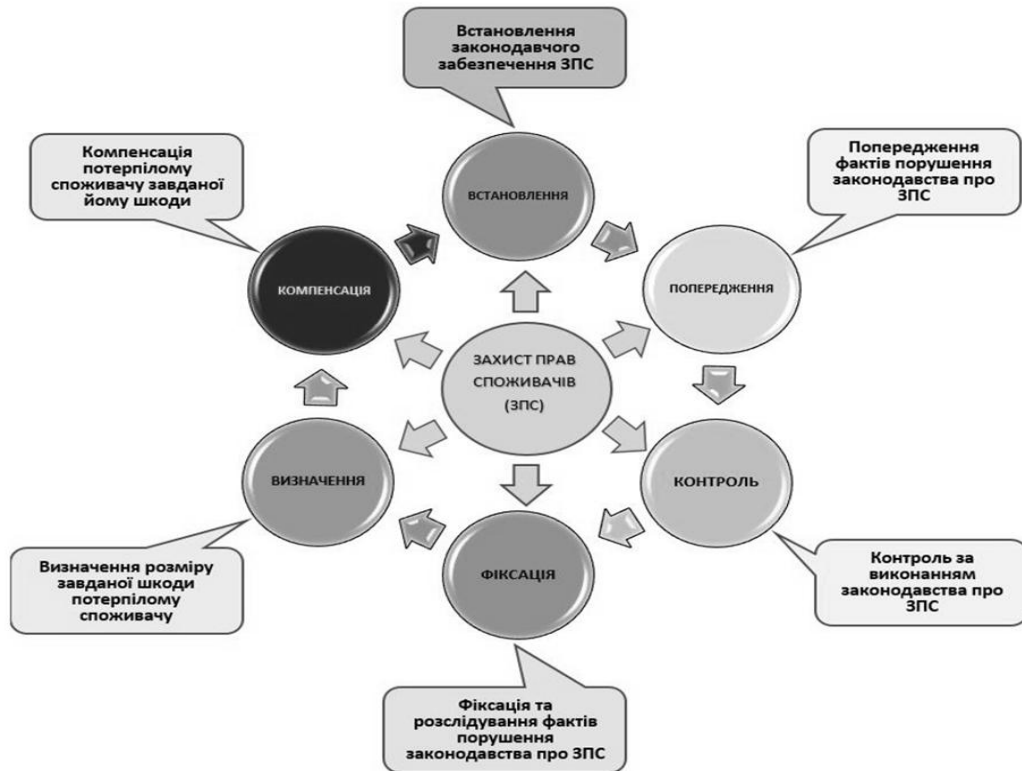 Встановлення
законодавчого
забезпечення ЗПС
Компенсація
потерпілому
споживачу завданої
йому шкоди
Попередження
фактів порушення
законодавства про
ЗПС
ВСТАНОВЛЕННЯ
КОМПЕНСАЦІЯ
ПОПЕРЕДЖЕННЯ
ЗАХИСТ ПРАВ
СПОЖИВАЧІВ
(ЗПС)
ВИЗНАЧЕННЯ
КОНТРОЛЬ
ФІКСАЦІЯ
Визначення розміру
завданої шкоди
потерпілому
споживачу
Контроль за
виконанням
законодавства про
ЗПС
Фіксація та
розслідування фактів
порушення
законодавства про ЗПС